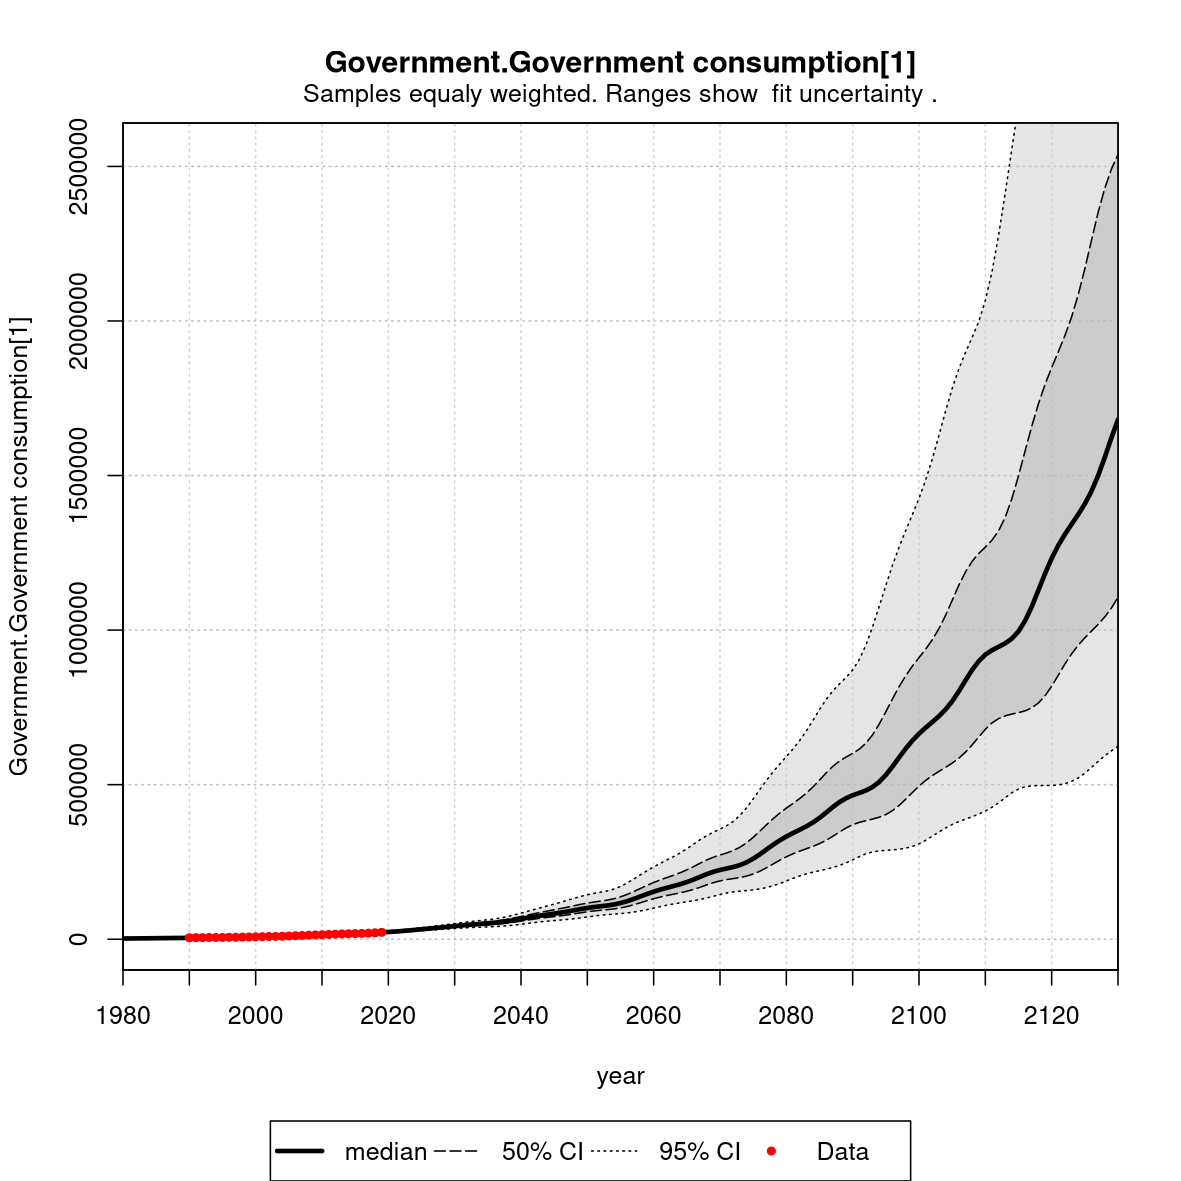 Government.Government consumption[1]
Samples equaly weighted. Ranges show  fit uncertainty .
Government.Government consumption[1]
2500000
2000000
1500000
1000000
500000
0
1980 2000 2020 2040 2060 2080 2100 2120
year
median 50% CI 95% CI Data